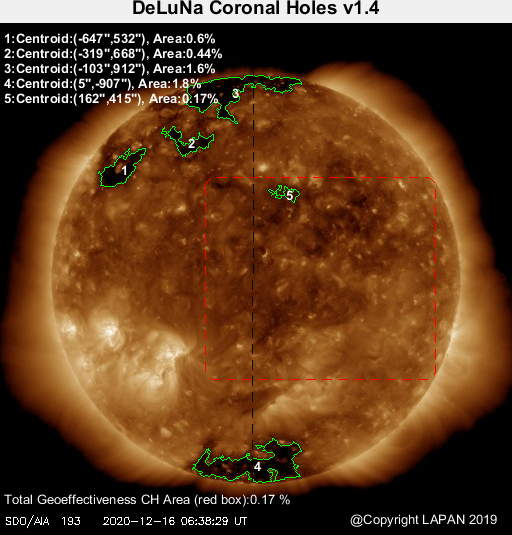 DeLuNa Coronal Holes v1.4
1:Centroid:(-647",532"), Area:0.6%
2:Centroid:(-319",668"), Area:0.44%
3:Centroid:(-103",912"), Area:1.6%
4:Centroid:(5",-907"), Area:1.8%
5:Centroid:(162",415"), Area:0.17%
3
2
1
5
4
Total Geoeffectiveness CH Area (red box):0.17 %
SDO/AIA 193 2020-12-16 06:38:29 UT
@Copyright LAPAN 2019